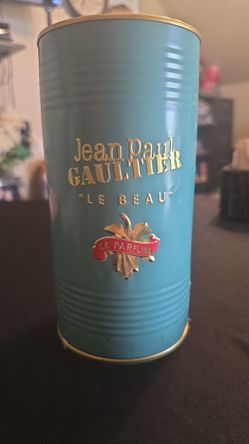 Jean Paul
GAULTIER
"LE BEAU"
LE PARFUM